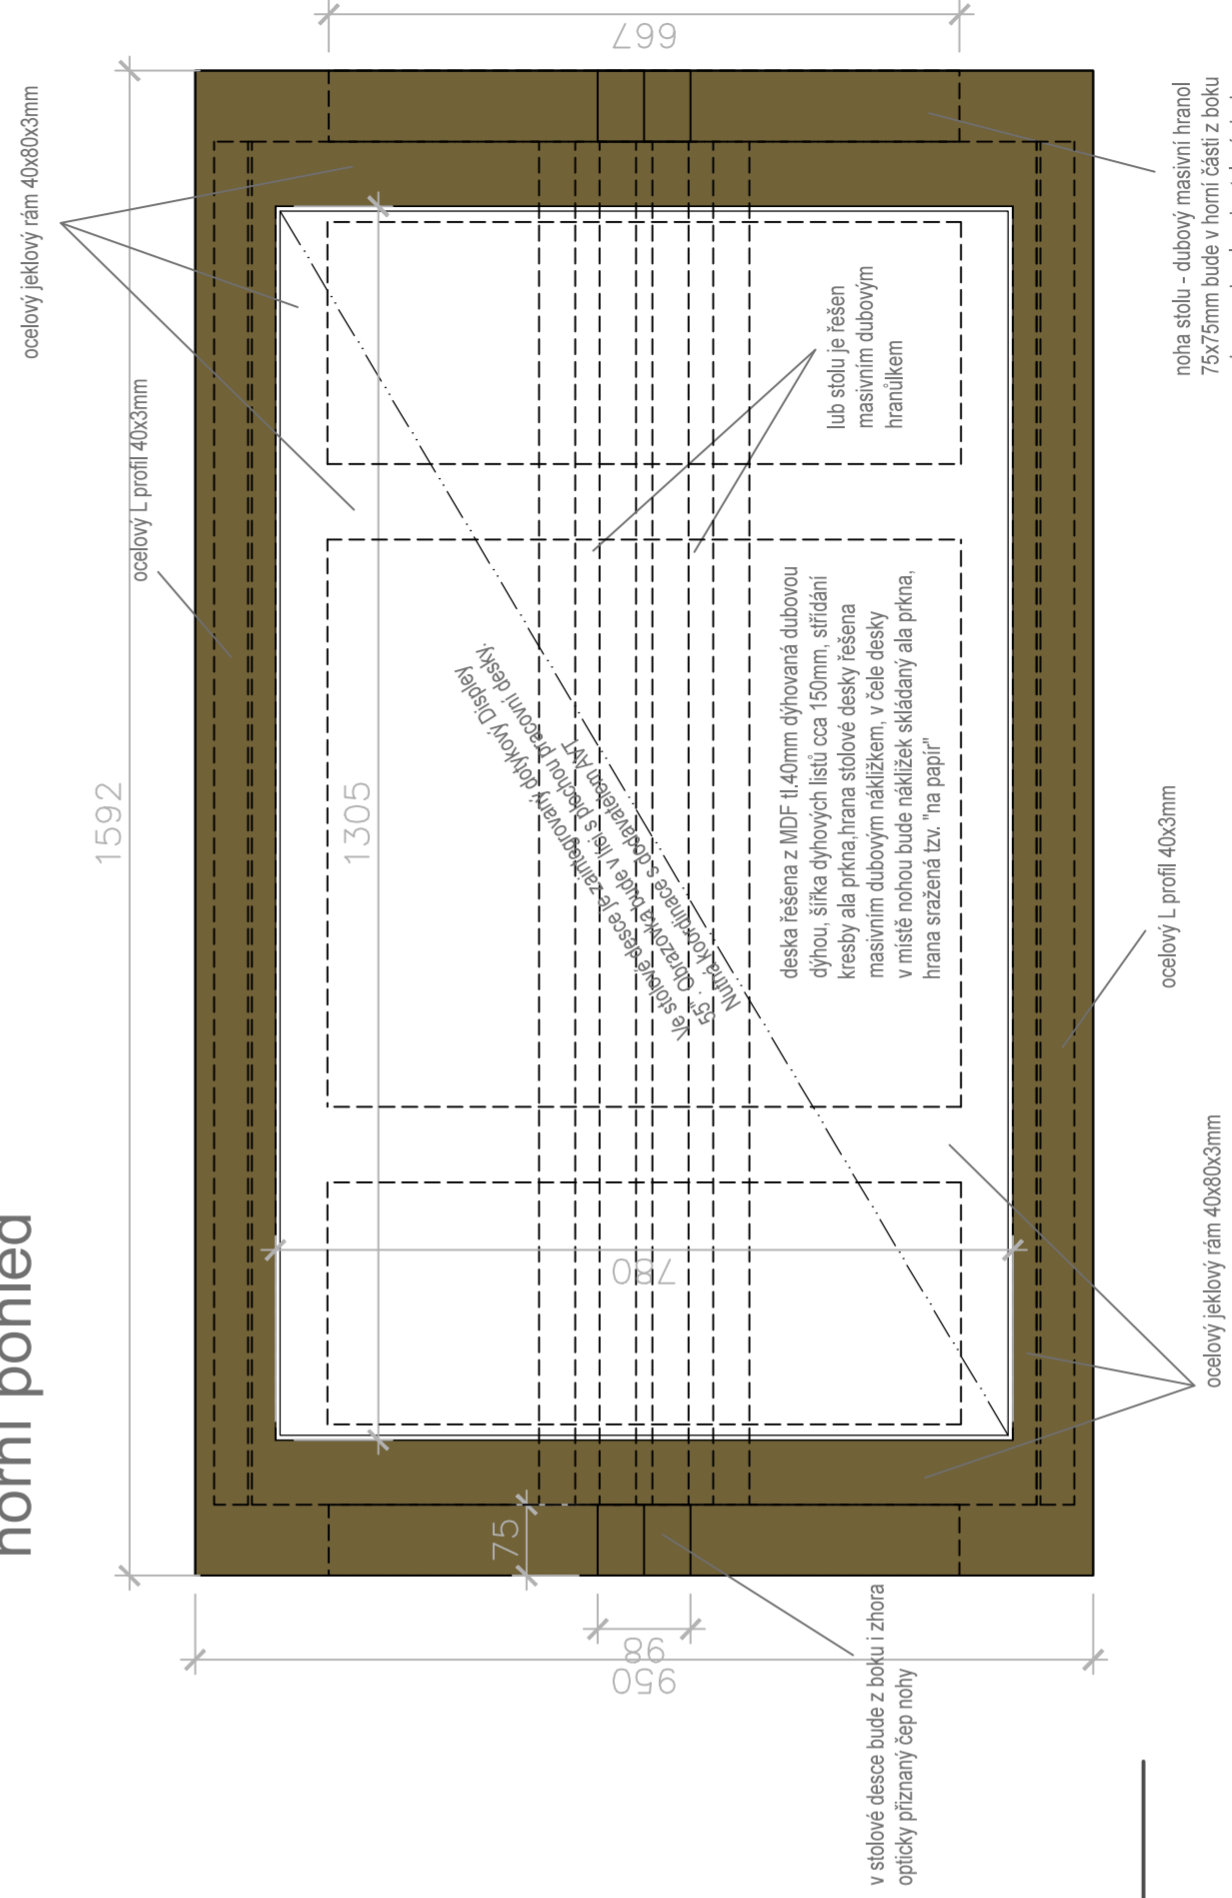 horní pohled
ocelový jeklový rám 40x80x3mm
1592
ocelový L profil 40x3mm
1305
75
Ve stolové desce je zaintegrovaný dotykový Display
55". Obrazovka bude v líci s plochou pracovní desky.
Nutná koordinace s dodavatelem AVT
98
950
780
667
deska řešena z MDF tl.40mm dýhovaná dubovou
dýhou, šířka dýhových listů cca 150mm, střídání
kresby ala prkna,hrana stolové desky řešena
masivním dubovým nákližkem, v čele desky
v místě nohou bude nákližek skládaný ala prkna,
hrana sražená tzv. "na papír"
lub stolu je řešen
masivním dubovým
hranůlkem
v stolové desce bude z boku i zhora
opticky přiznaný čep nohy
ocelový L profil 40x3mm
ocelový jeklový rám 40x80x3mm
noha stolu - dubový masivní hranol
75x75mm bude v horní části z boku